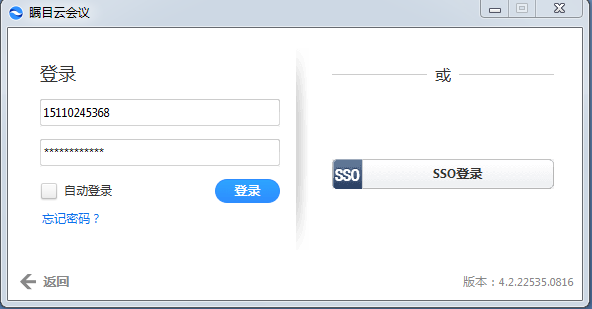 瞩目云会议
登录
15110245368
************
自动登录
登录
忘记密码？
或
SSO
SSO登录
返回
版本：4.2.22535.0816